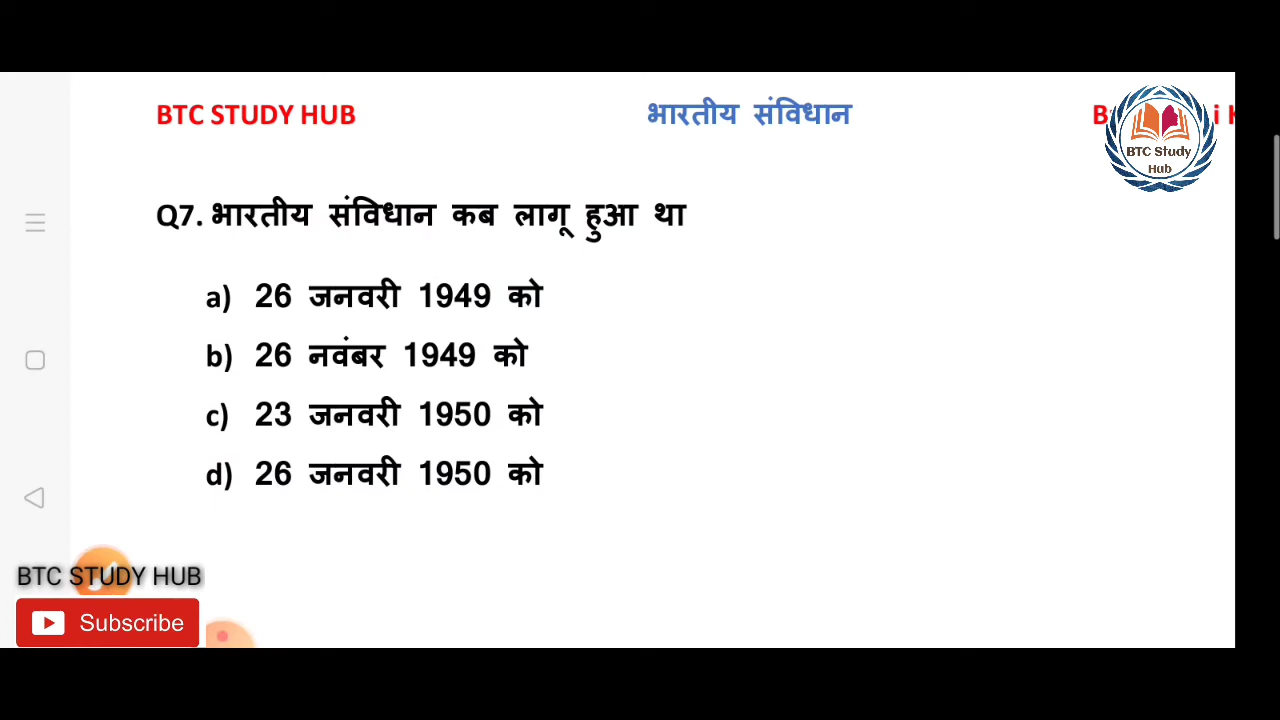 BTC STUDY HUB भारतीय संविधान
BTC Study
Hub
Q7. भारतीय संविधान कब लागू हुआ था
a) 26 जनवरी 1949 को
b) 26 नवंबर 1949 को
c) 23 जनवरी 1950 को
d) 26 जनवरी 1950 को
BTC STUDY HUB
Subscribe